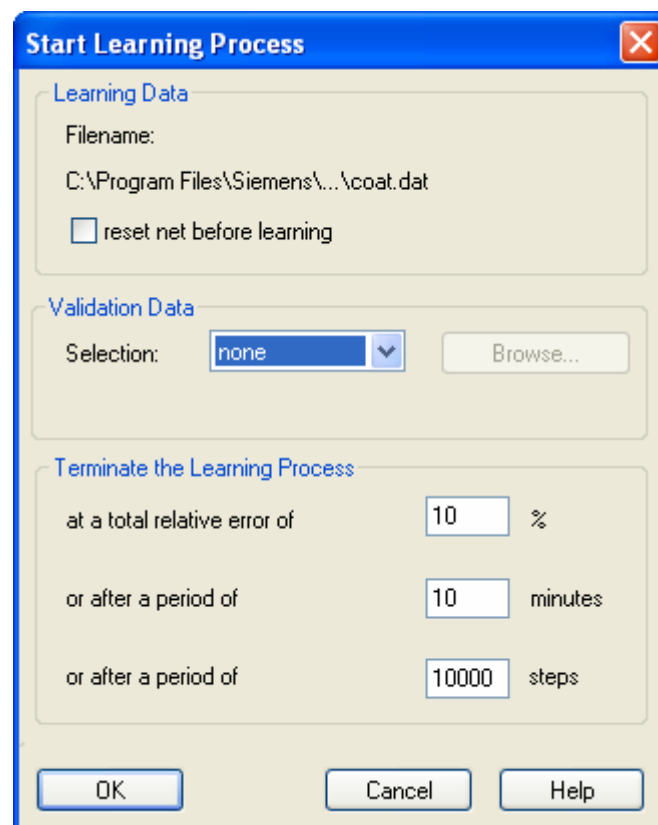 Start Learning Process
Learning Data
Filename:
C:\Program Files\Siemens\...\coat.dat
reset net before learning
Validation Data
Selection: none Browse...
Terminate the Learning Process
at a total relative error of 10 %
or after a period of 10 minutes
or after a period of 10000 steps
OK Cancel Help